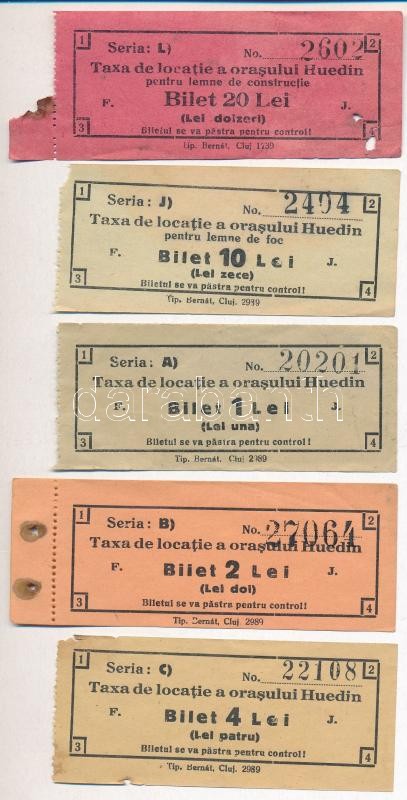 1 2
Seria: L) No. 2602
Taxa de locație a orașului Huedin
pentru lemne de construcție
F. Bilet 20 Lei J.
(Lei doizeri)
3 4
Biletul se va păstra pentru control!
Tip. Bernát, Cluj 1739
1 2
Seria: J) No. 2494
Taxa de locație a orașului Huedin
pentru lemne de foc
F. Bilet 10 Lei J.
(Lei zece)
3 4
Biletul se va păstra pentru control!
Tip. Bernát, Cluj. 2989
1 2
Seria: A) No. 20201
Taxa de locație a orașului Huedin
F. Bilet 1 Lei J.
(Lei una)
3 4
Biletul se va păstra pentru control!
Tip. Bernát, Cluj 2989
darabanth
1 2
Seria: B) No. 27064
Taxa de locație a orașului Huedin
F. Bilet 2 Lei J.
(Lei doi)
3 4
Biletul se va păstra pentru control!
Tip. Bernát, Cluj, 2989
1 2
Seria: C) No. 22108
Taxa de locație a orașului Huedin
F. Bilet 4 Lei J.
(Lei patru)
3 4
Biletul se va păstra pentru control!
Tip. Bernát, Cluj. 2989